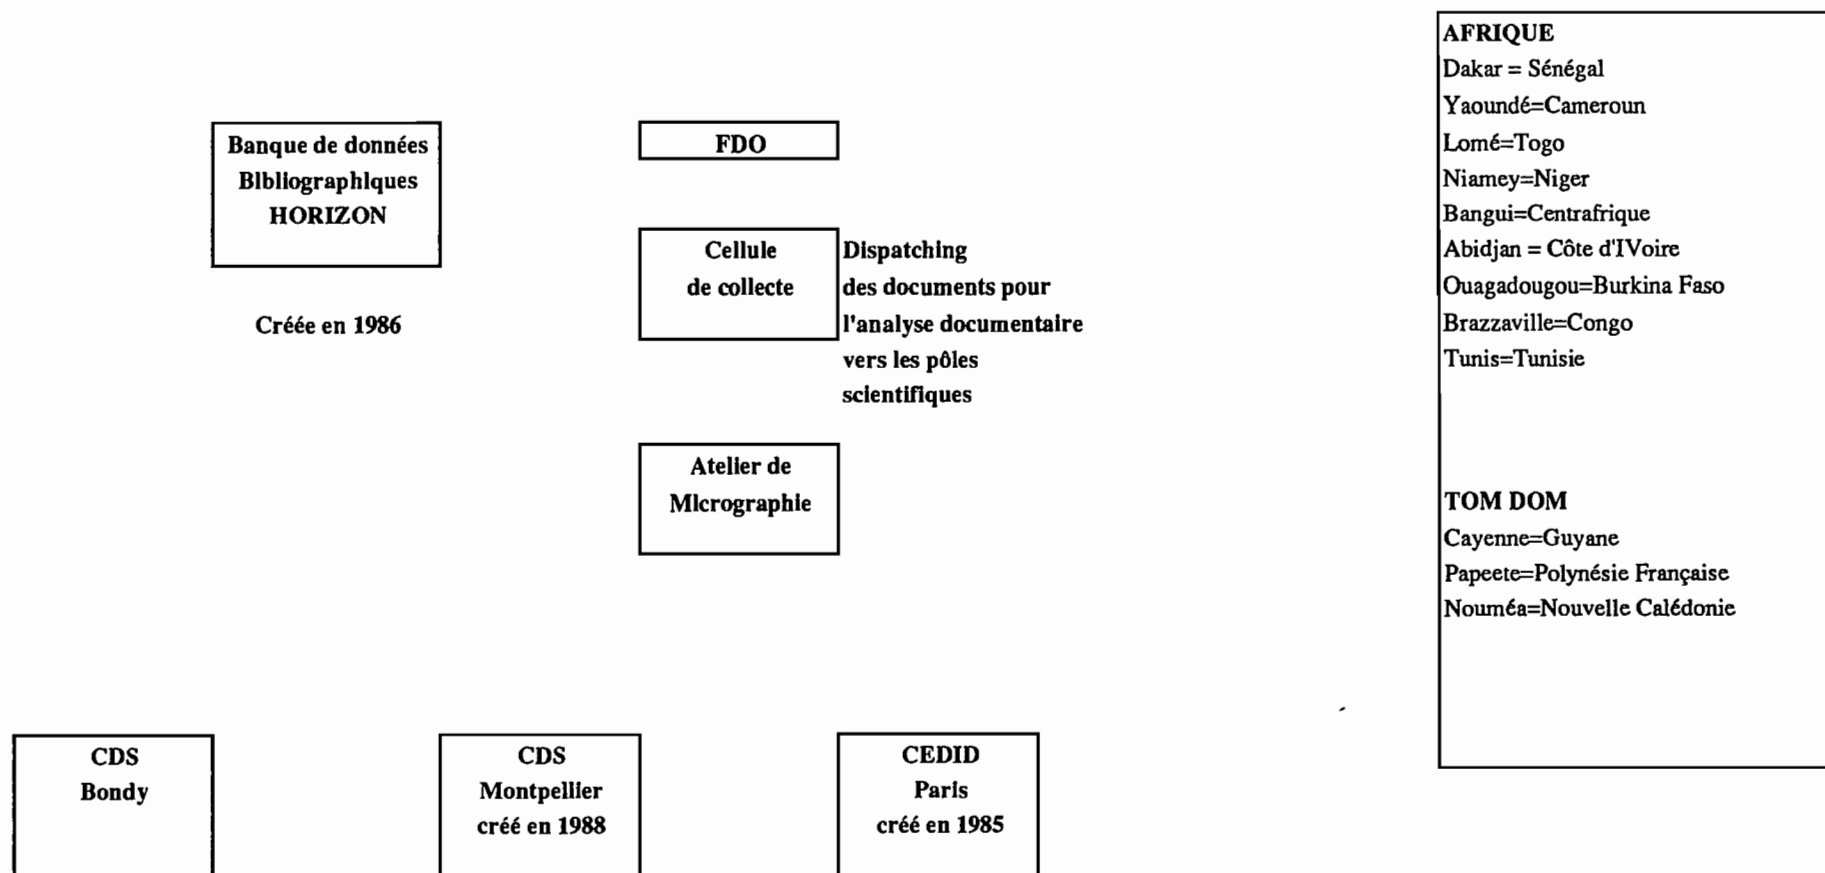 Banque de données
Bibliographiques
HORIZON
Créée en 1986
FDO
Cellule
de collecte
Dispatching
des documents pour
l'analyse documentaire
vers les pôles
scientifiques
Atelier de
Micrographie
AFRIQUE
Dakar = Sénégal
Yaoundé=Cameroun
Lomé=Togo
Niamey=Niger
Bangui=Centrafrique
Abidjan = Côte d'IVoire
Ouagadougou=Burkina Faso
Brazzaville=Congo
Tunis=Tunisie
TOM DOM
Cayenne=Guyane
Papeete=Polynésie Française
Nouméa=Nouvelle Calédonie
CDS
Bondy
CDS
Montpellier
créé en 1988
CEDID
Paris
créé en 1985